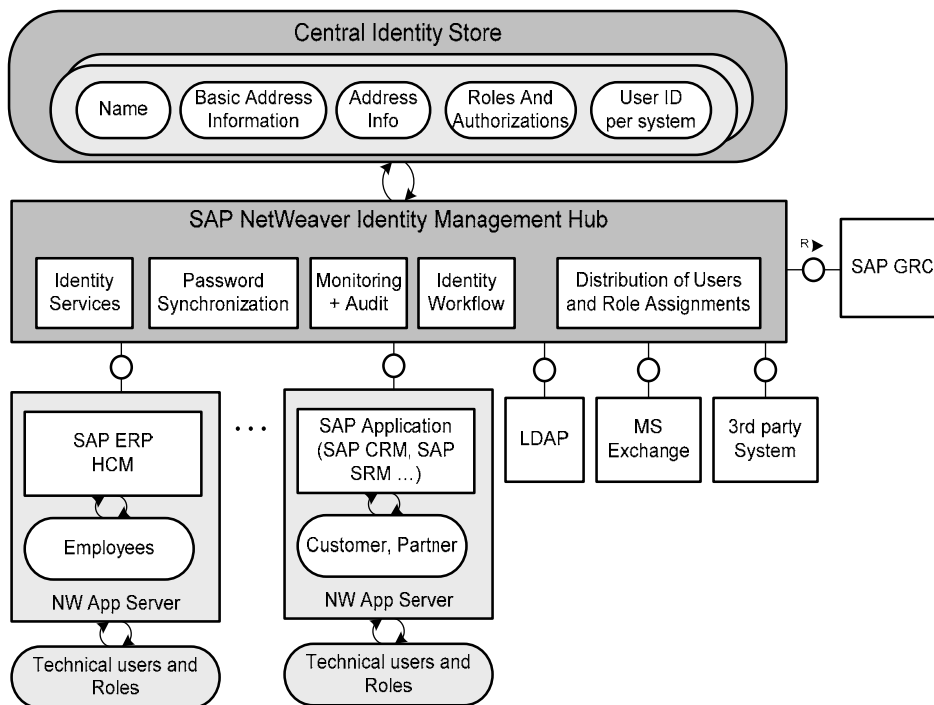 Central Identity Store
Name
Basic Address
Information
Address
Info
Roles And
Authorizations
User ID
per system
SAP NetWeaver Identity Management Hub
Identity
Services
Password
Synchronization
Monitoring
+ Audit
Identity
Workflow
Distribution of Users
and Role Assignments
R
SAP GRC
SAP ERP
HCM
Employees
NW App Server
Technical users and
Roles
...
SAP Application
(SAP CRM, SAP
SRM ...)
Customer, Partner
NW App Server
Technical users and
Roles
LDAP
MS
Exchange
3rd party
System